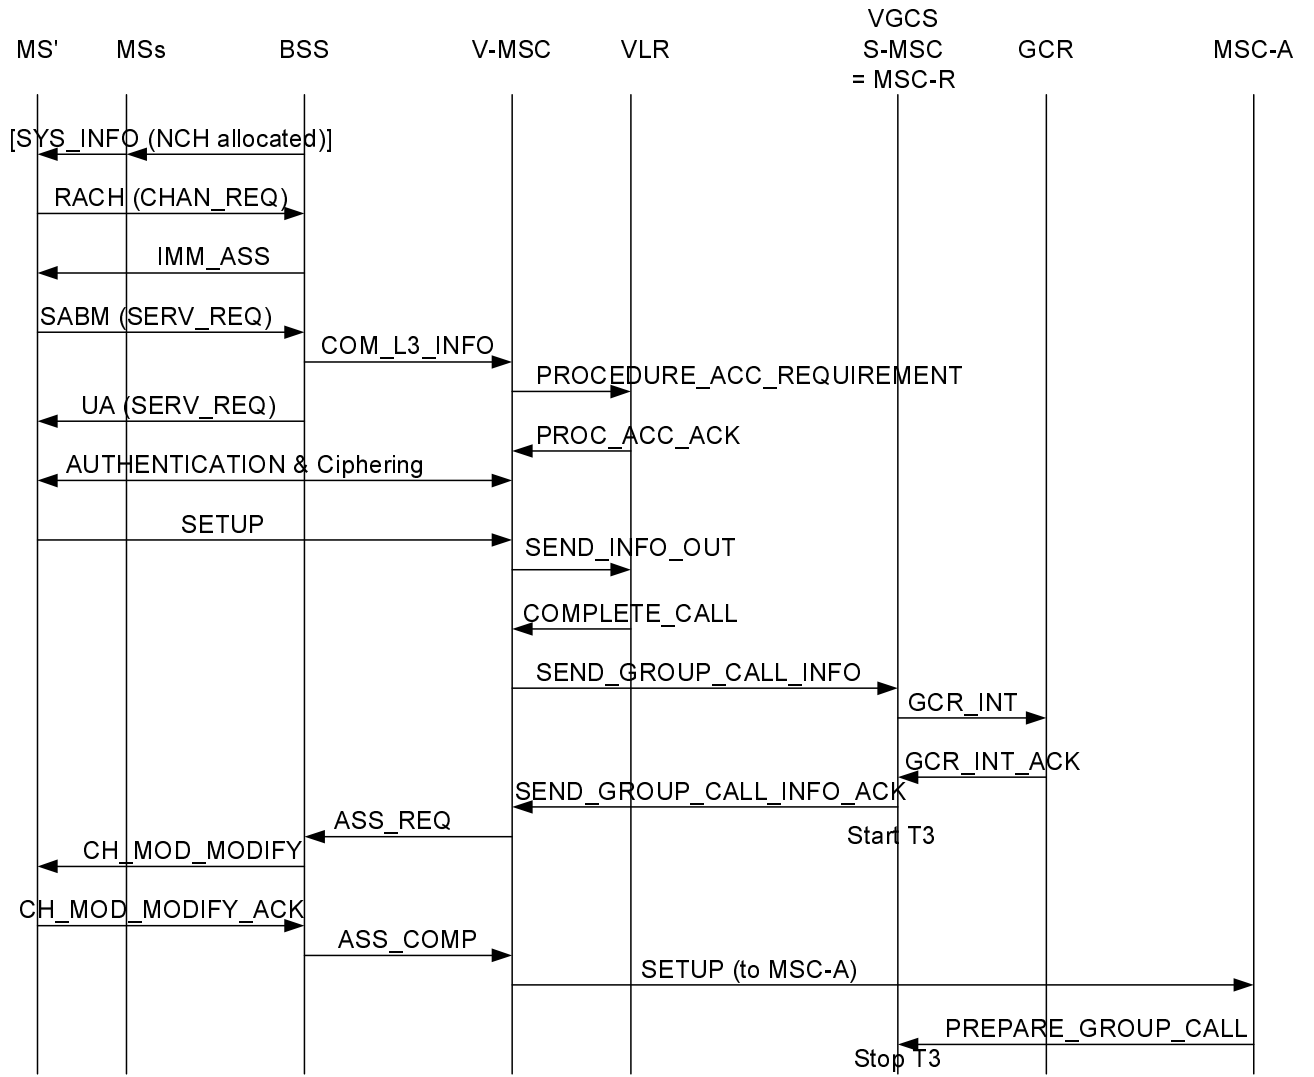 VGCS
MS' MSs BSS V-MSC VLR S-MSC GCR MSC-A
= MSC-R
[SYS_INFO (NCH allocated)]
RACH (CHAN_REQ)
IMM_ASS
SABM (SERV_REQ)
COM_L3_INFO
PROCEDURE_ACC_REQUIREMENT
UA (SERV_REQ)
PROC_ACC_ACK
AUTHENTICATION & Ciphering
SETUP
SEND_INFO_OUT
COMPLETE_CALL
SEND_GROUP_CALL_INFO
GCR_INT
GCR_INT_ACK
SEND_GROUP_CALL_INFO_ACK
ASS_REQ
Start T3
CH_MOD_MODIFY
CH_MOD_MODIFY_ACK
ASS_COMP
SETUP (to MSC-A)
PREPARE_GROUP_CALL
Stop T3